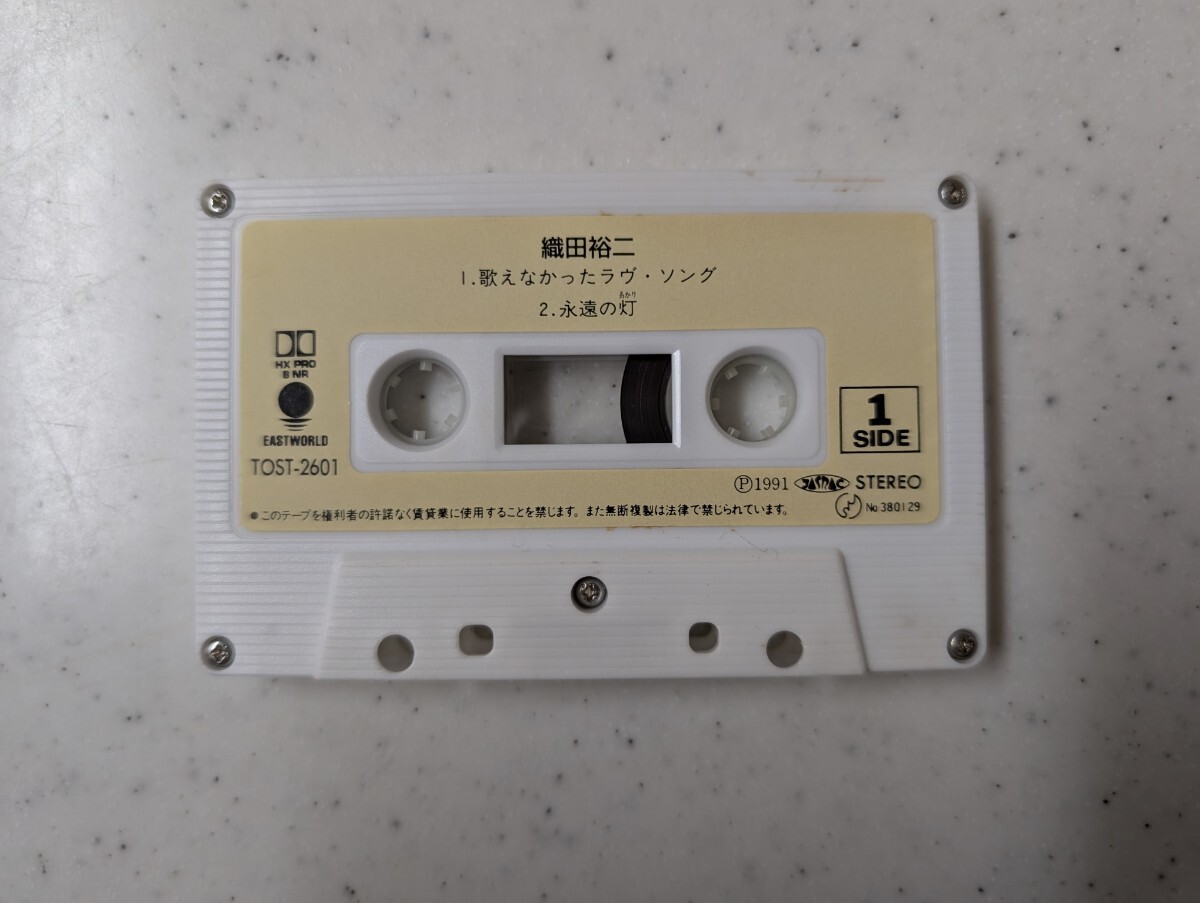 織田裕二
1.歌えなかったラヴ・ソング
あかり
2.永遠の灯
HX PRO
B NR
EASTWORLD
TOST-2601
1
SIDE
Ⓟ1991 JASRAC STEREO
●このテープを権利者の許諾なく賃貸業に使用することを禁じます。また無断複製は法律で禁じられています。
No.380129